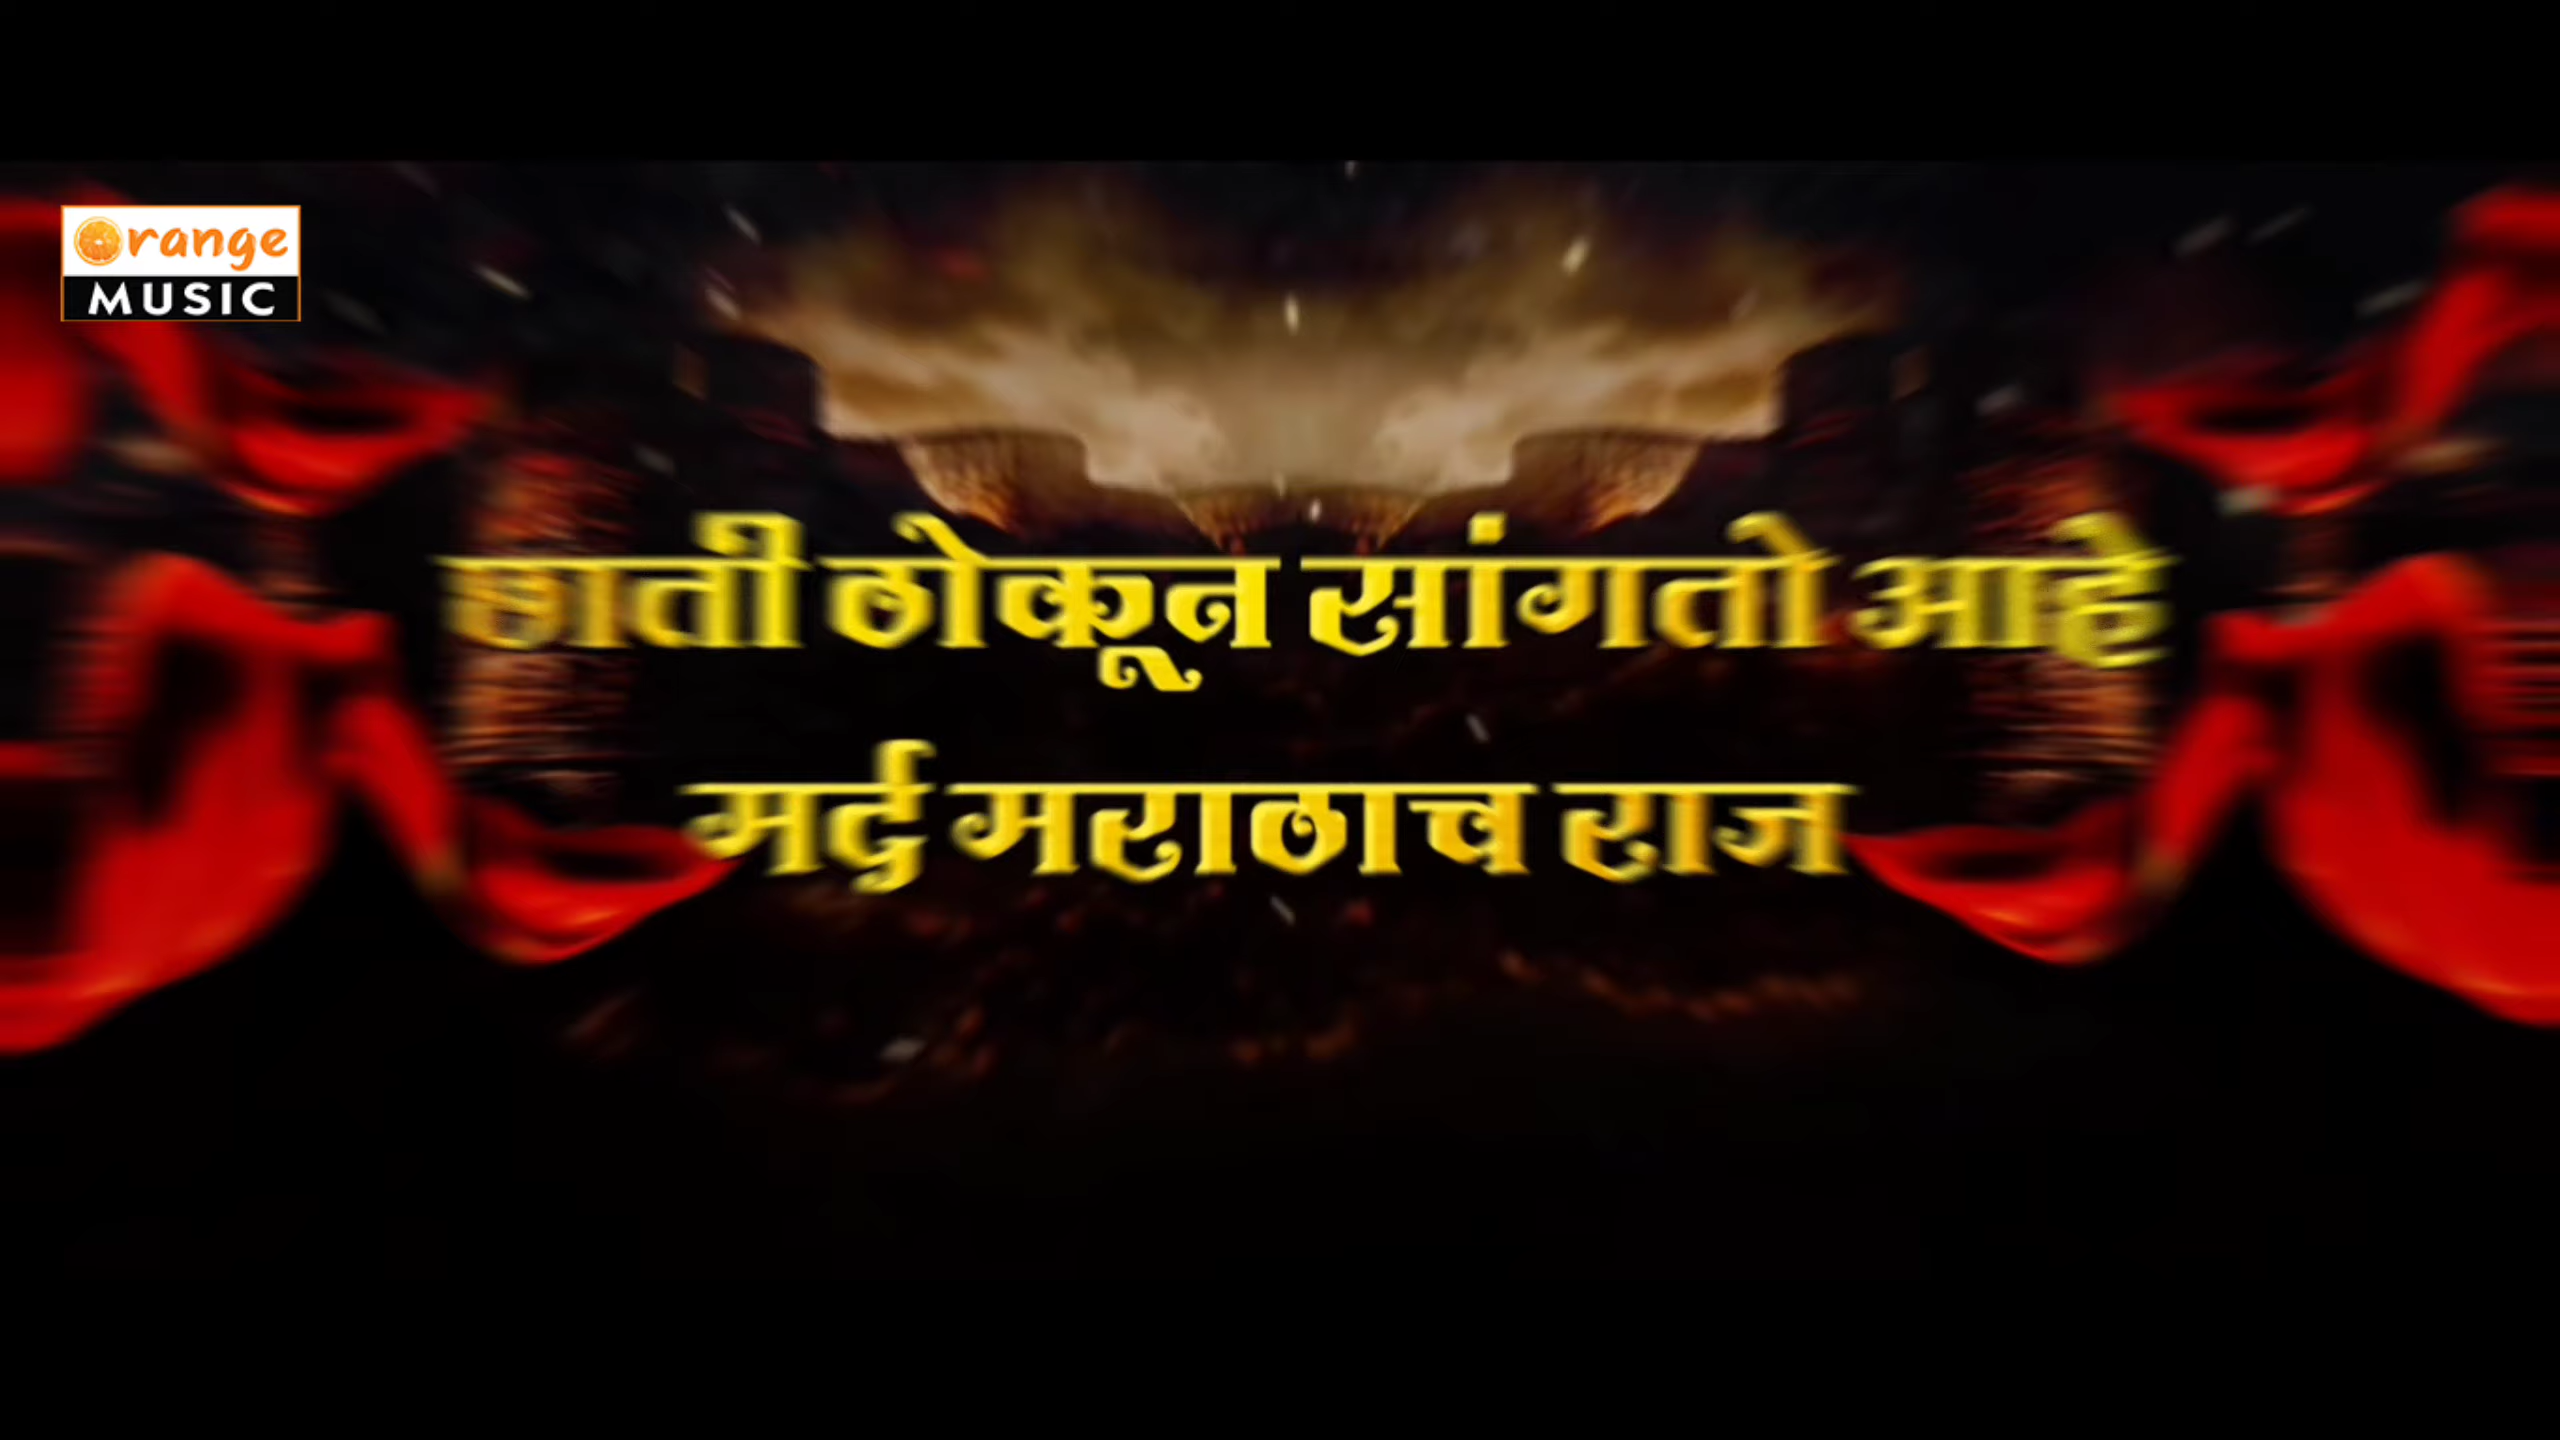 Orange
MUSIC
छाती ठोकून सांगतो आहे
मर्द मराठाच राज